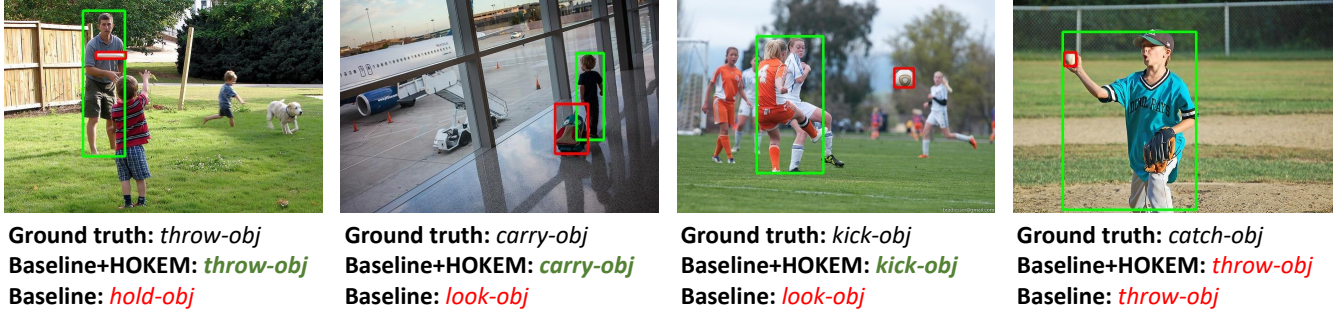 Ground truth: throw-obj
Baseline+HOKEM: throw-obj
Baseline: hold-obj
Ground truth: carry-obj
Baseline+HOKEM: carry-obj
Baseline: look-obj
Ground truth: kick-obj
Baseline+HOKEM: kick-obj
Baseline: look-obj
Ground truth: catch-obj
Baseline+HOKEM: throw-obj
Baseline: throw-obj